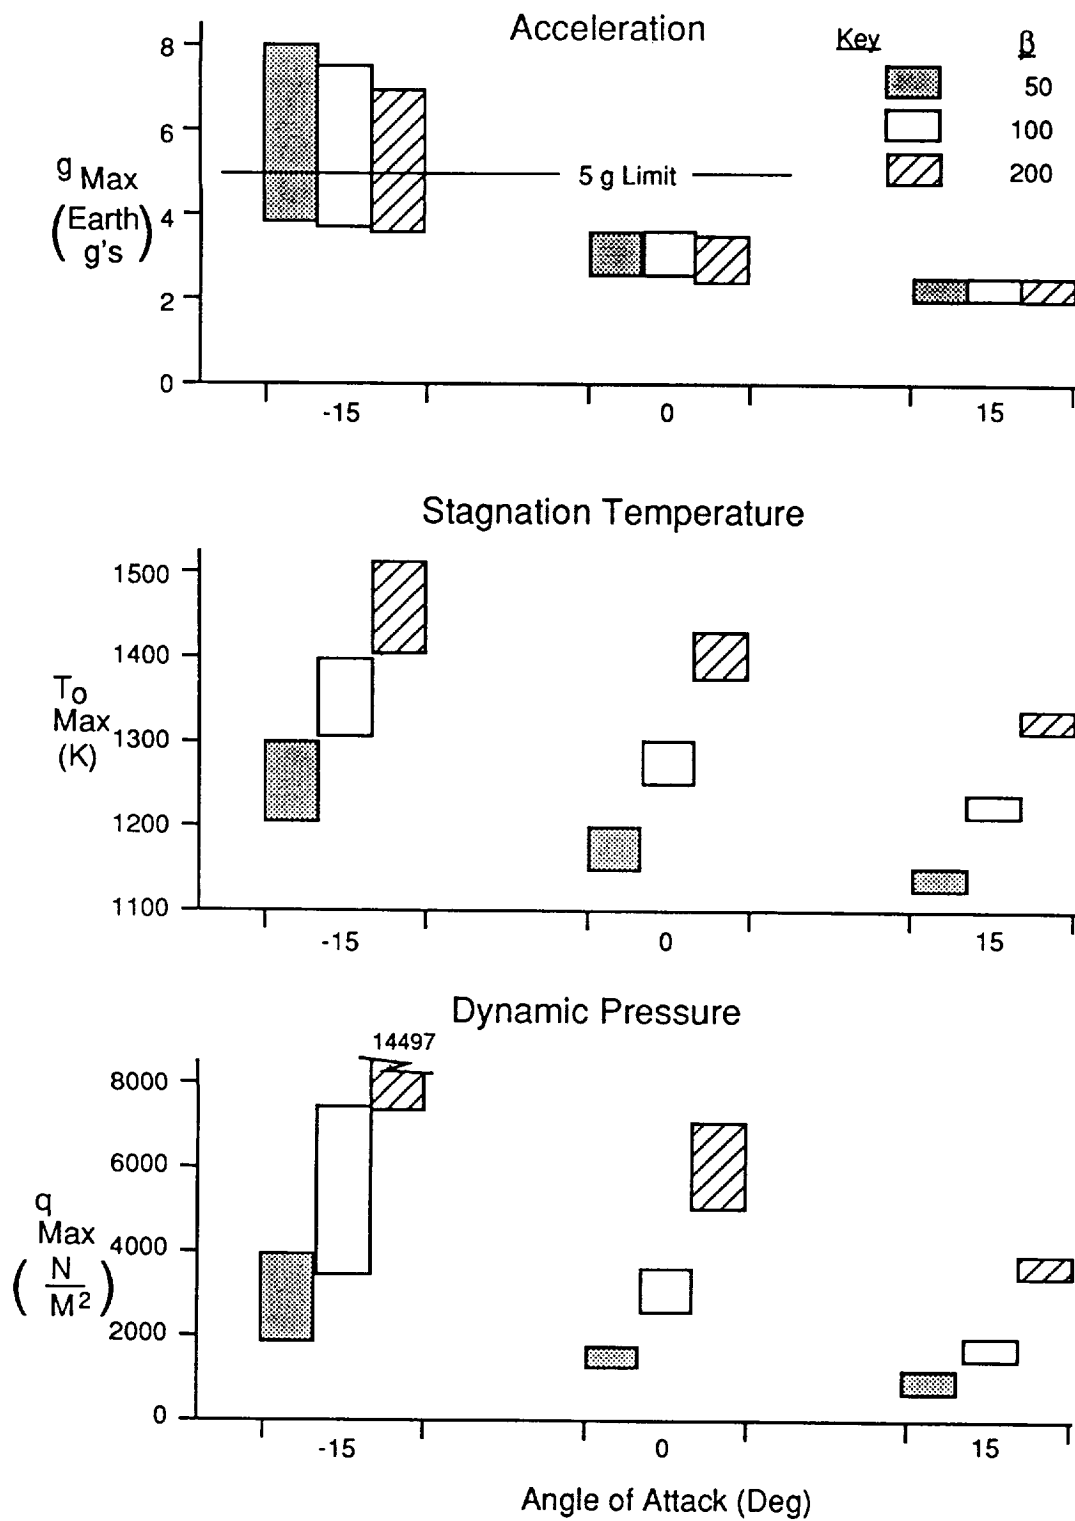 Acceleration
Key β
50
100
200
8
6
4
2
0
g Max
(Earth g's)
5 g Limit
-15 0 15
Stagnation Temperature
1500
1400
1300
1200
1100
To
Max
(K)
-15 0 15
Dynamic Pressure
14497
8000
6000
4000
2000
0
q
Max
(N/M²)
-15 0 15
Angle of Attack (Deg)